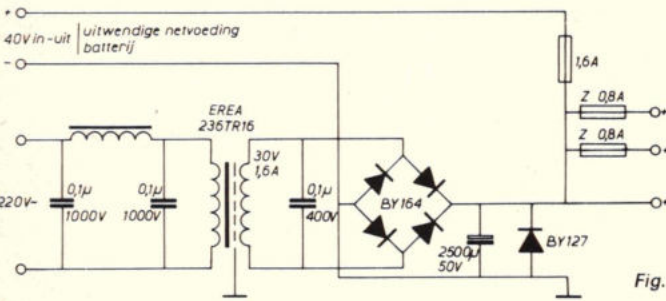 +
40V in-uit
uitwendige netvoeding
batterij
-
1,6A
Z 0,8A
Z 0,8A
EREA
236TR16
30V
1,6A
0,1µ
1000V
0,1µ
1000V
220V~
0,1µ
400V
BY164
2500µ
50V
BY127
Fig.